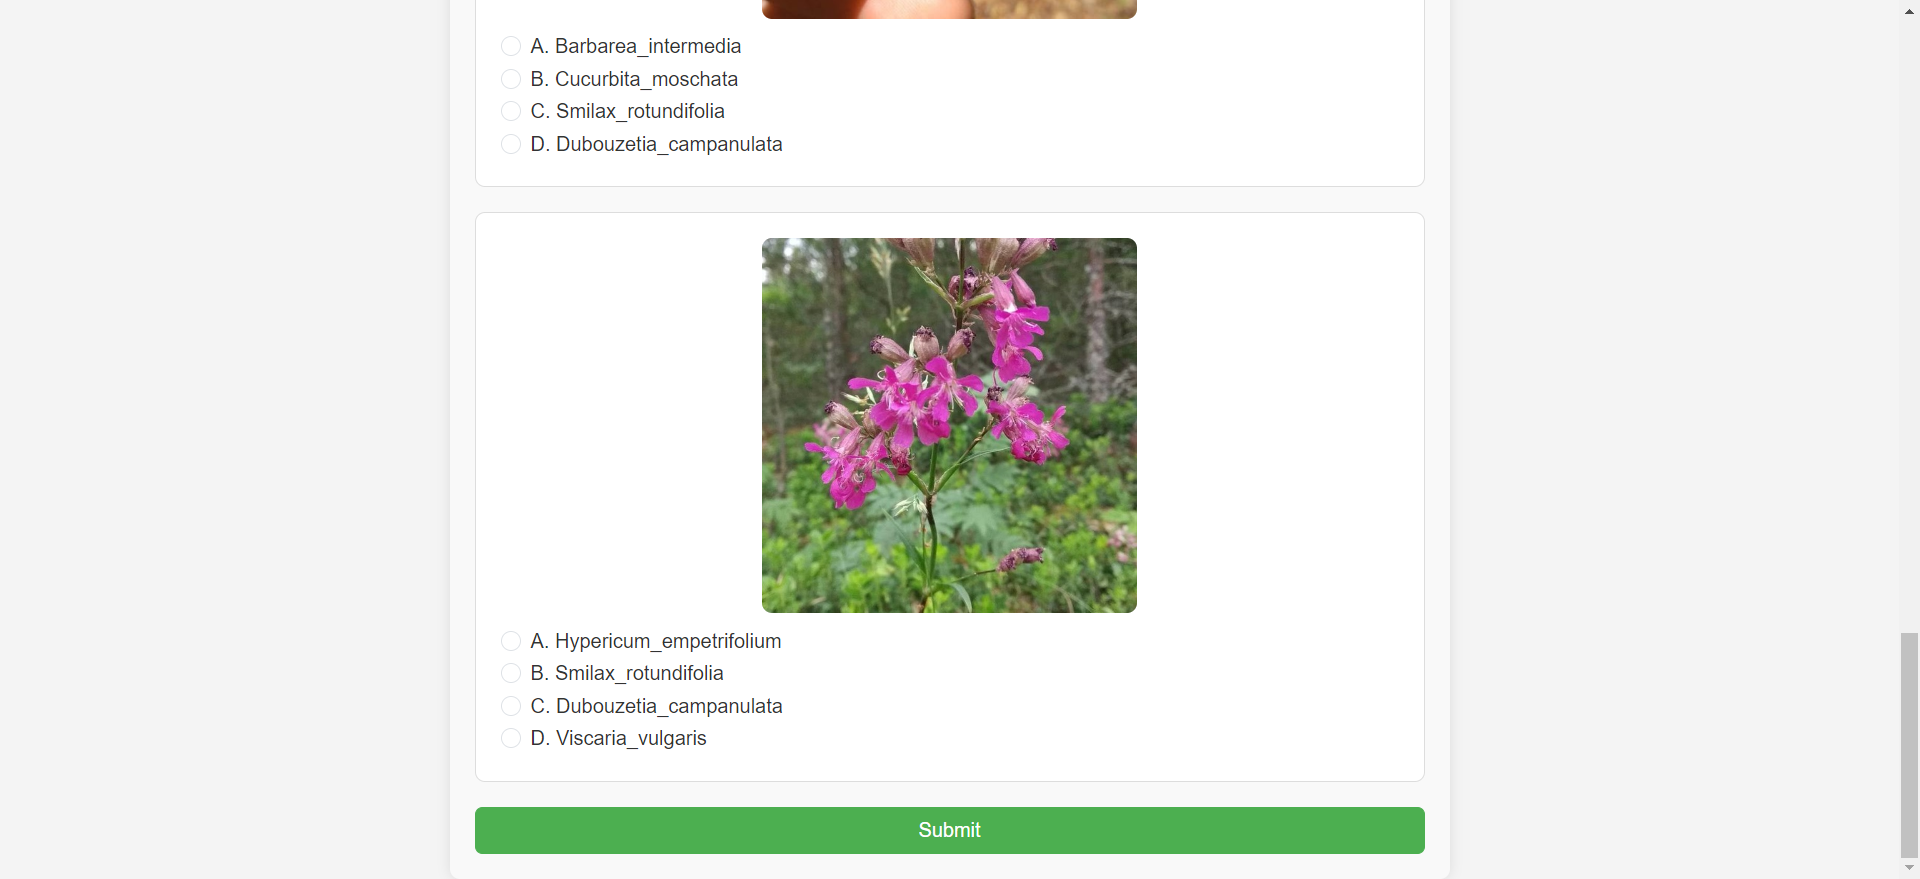 A. Barbarea_intermedia
B. Cucurbita_moschata
C. Smilax_rotundifolia
D. Dubouzetia_campanulata
A. Hypericum_empetrifolium
B. Smilax_rotundifolia
C. Dubouzetia_campanulata
D. Viscaria_vulgaris
Submit